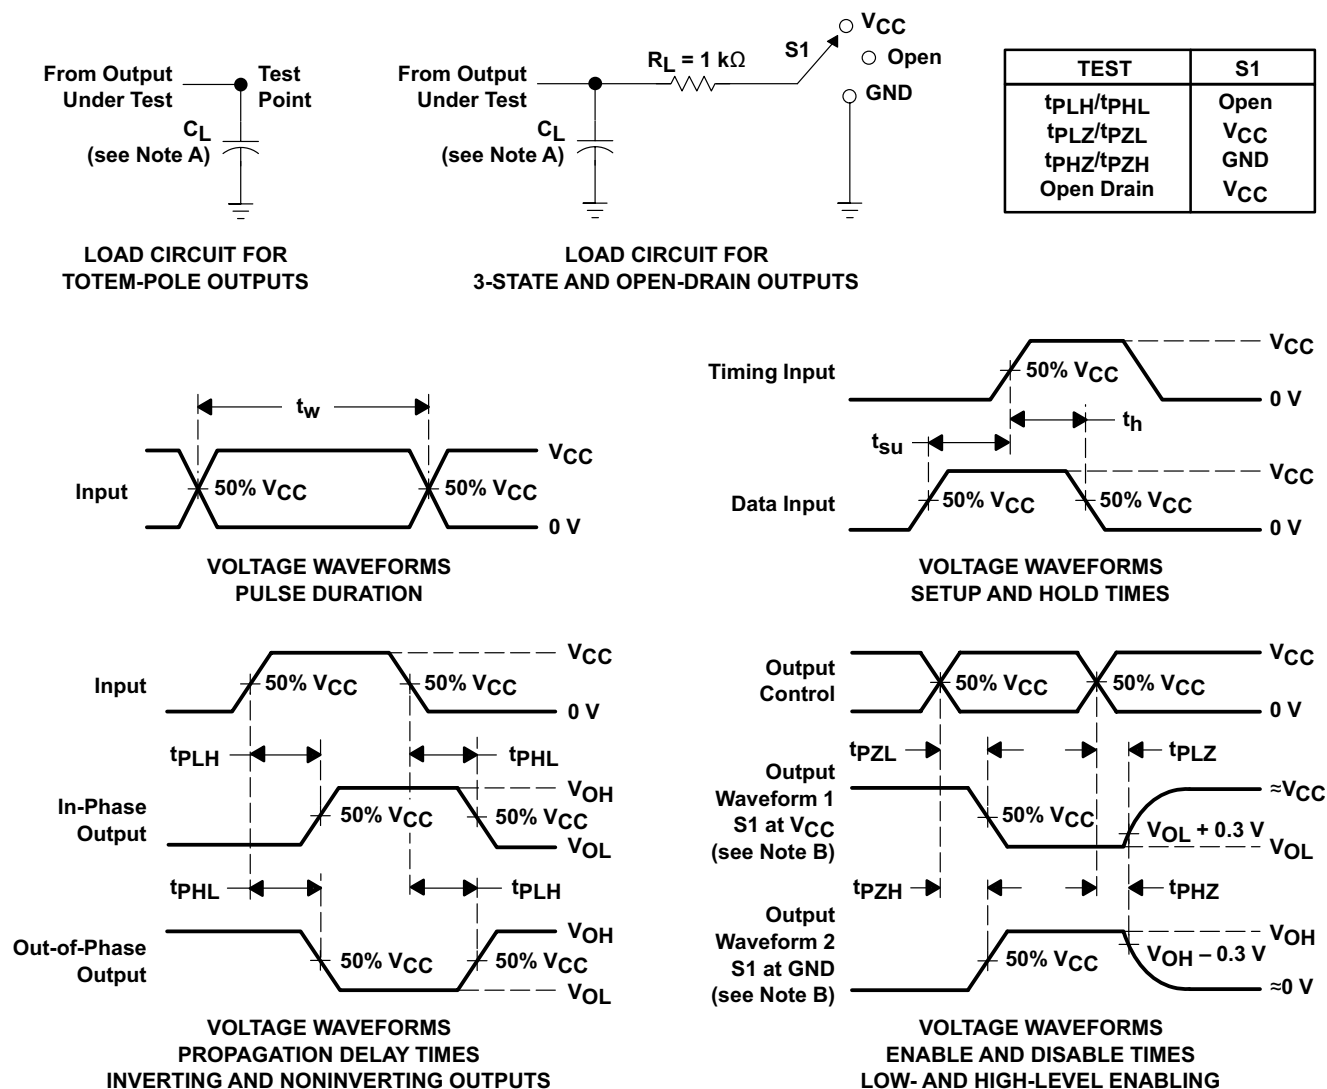 From Output
Under Test
Test
Point
CL
(see Note A)
LOAD CIRCUIT FOR
TOTEM-POLE OUTPUTS
From Output
Under Test
CL
(see Note A)
RL = 1 kΩ
S1
VCC
Open
GND
LOAD CIRCUIT FOR
3-STATE AND OPEN-DRAIN OUTPUTS
TEST S1
tPLH/tPHL Open
tPLZ/tPZL VCC
tPHZ/tPZH GND
Open Drain VCC
tw
Input
50% VCC
50% VCC
VCC
0 V
VOLTAGE WAVEFORMS
PULSE DURATION
Timing Input
50% VCC
VCC
0 V
tsu
th
Data Input
50% VCC
50% VCC
VCC
0 V
VOLTAGE WAVEFORMS
SETUP AND HOLD TIMES
Input
50% VCC
50% VCC
VCC
0 V
tPLH
tPHL
In-Phase
Output
50% VCC
50% VCC
VOH
VOL
tPHL
tPLH
Out-of-Phase
Output
50% VCC
50% VCC
VOH
VOL
VOLTAGE WAVEFORMS
PROPAGATION DELAY TIMES
INVERTING AND NONINVERTING OUTPUTS
Output
Control
50% VCC
50% VCC
VCC
0 V
tPZL
tPLZ
Output
Waveform 1
S1 at VCC
(see Note B)
50% VCC
VOL + 0.3 V
≈VCC
VOL
tPZH
tPHZ
Output
Waveform 2
S1 at GND
(see Note B)
50% VCC
VOH – 0.3 V
VOH
≈0 V
VOLTAGE WAVEFORMS
ENABLE AND DISABLE TIMES
LOW- AND HIGH-LEVEL ENABLING